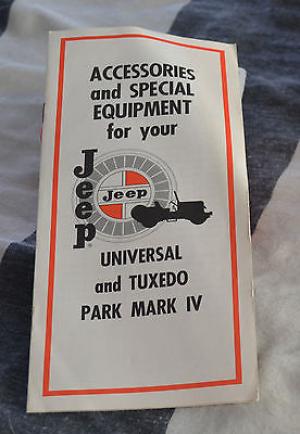 ACCESSORIES
and SPECIAL
EQUIPMENT
for your
Jeep®
Jeep
UNIVERSAL
and TUXEDO
PARK MARK IV